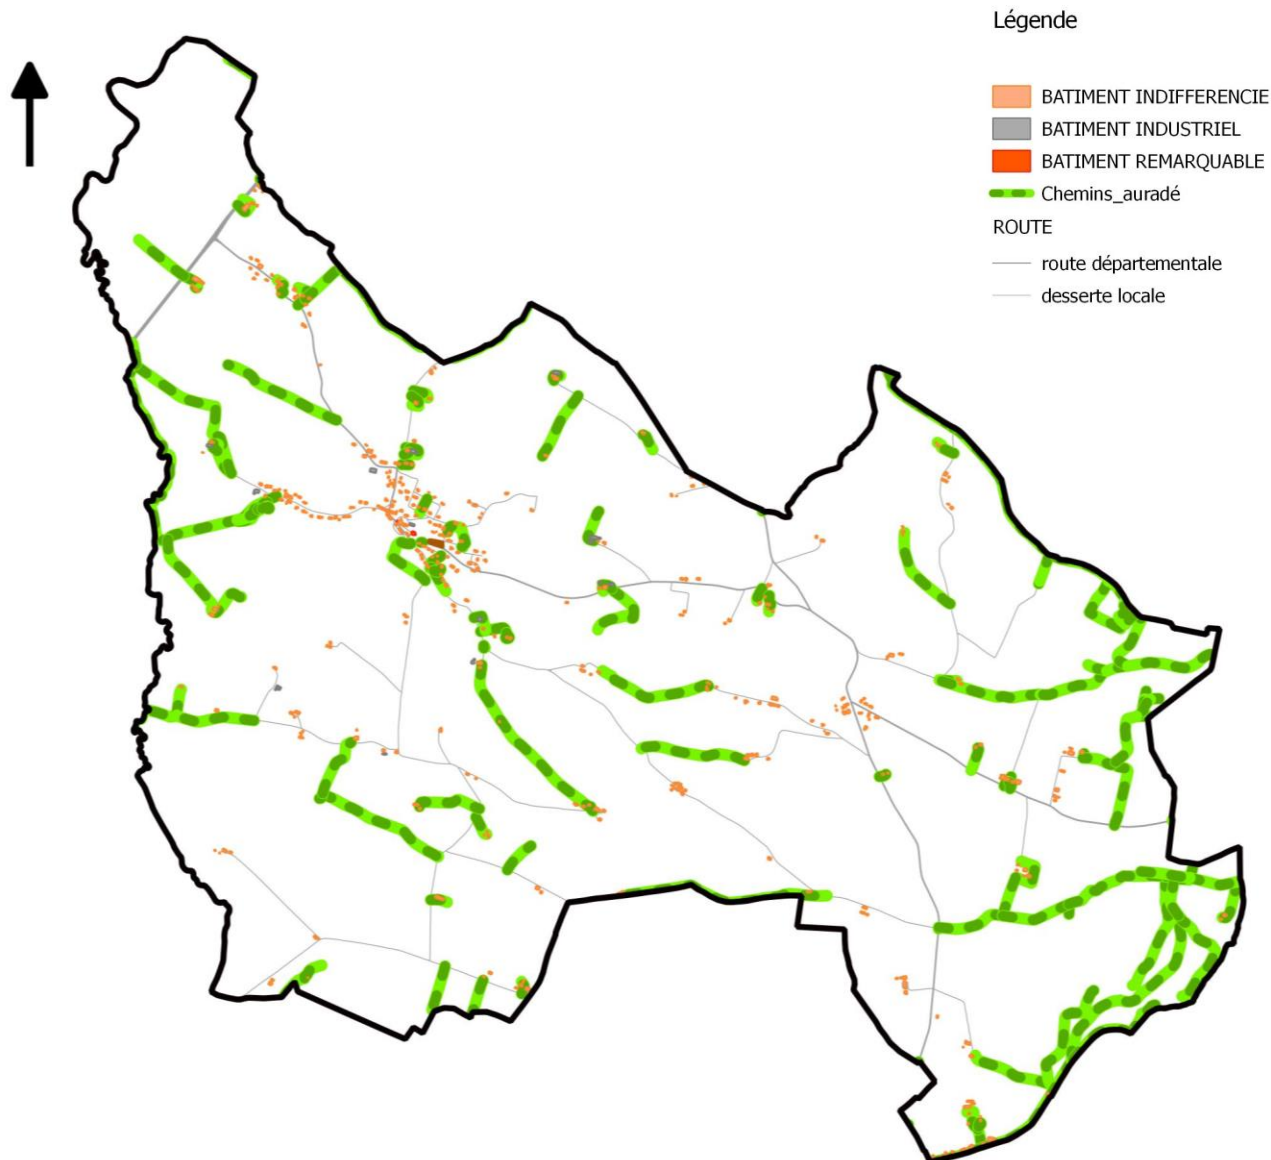 Légende
BATIMENT INDIFFERENCIE
BATIMENT INDUSTRIEL
BATIMENT REMARQUABLE
Chemins_auradé
ROUTE
route départementale
desserte locale